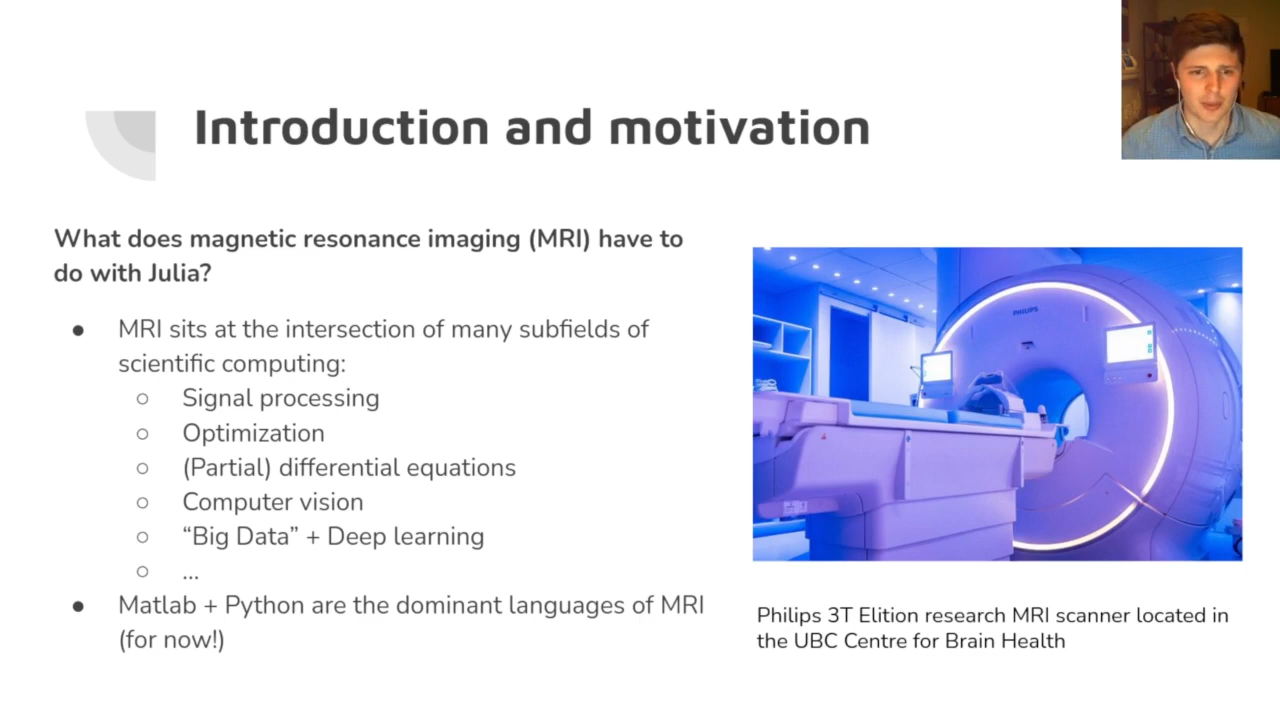 Introduction and motivation
What does magnetic resonance imaging (MRI) have to
do with Julia?
● MRI sits at the intersection of many subfields of
scientific computing:
○ Signal processing
○ Optimization
○ (Partial) differential equations
○ Computer vision
○ “Big Data” + Deep learning
○ ...
● Matlab + Python are the dominant languages of MRI
(for now!)
PHILIPS
Philips 3T Elition research MRI scanner located in
the UBC Centre for Brain Health